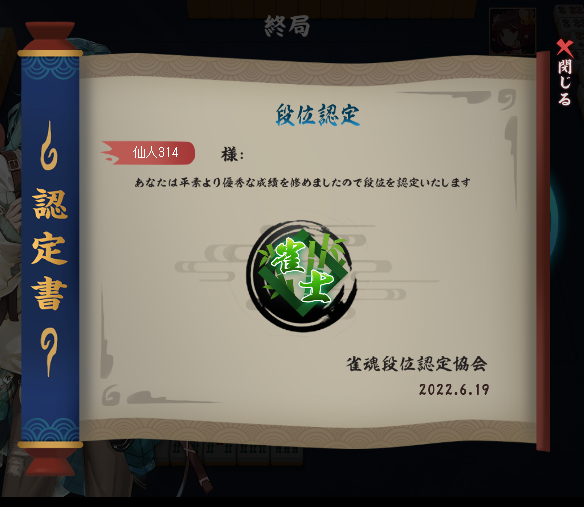 終局
閉じる
段位認定
仙人314 様:
あなたは平素より優秀な成績を修めましたので段位を認定いたします
認定書
雀士
雀魂段位認定協会
2022.6.19